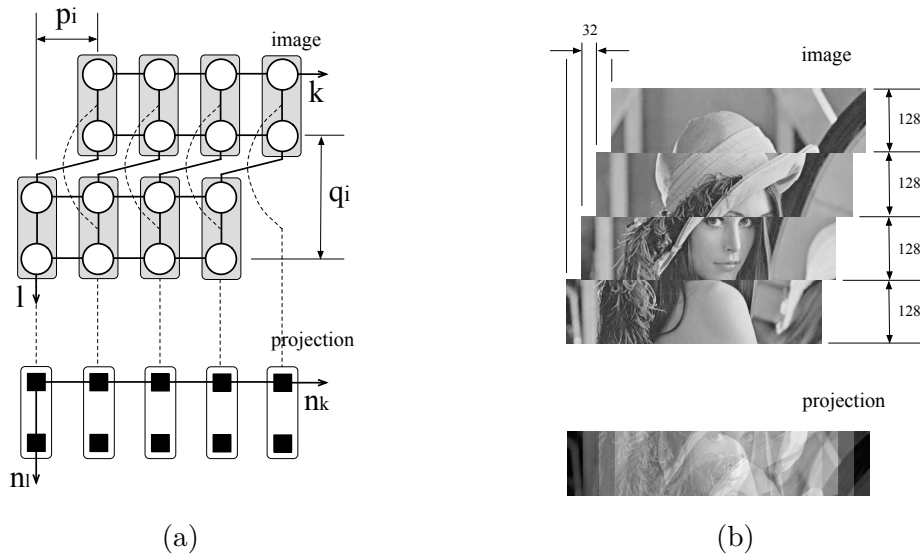 pi
image
k
qi
l
projection
nk
nl
(a)
32
image
128
128
128
128
projection
(b)